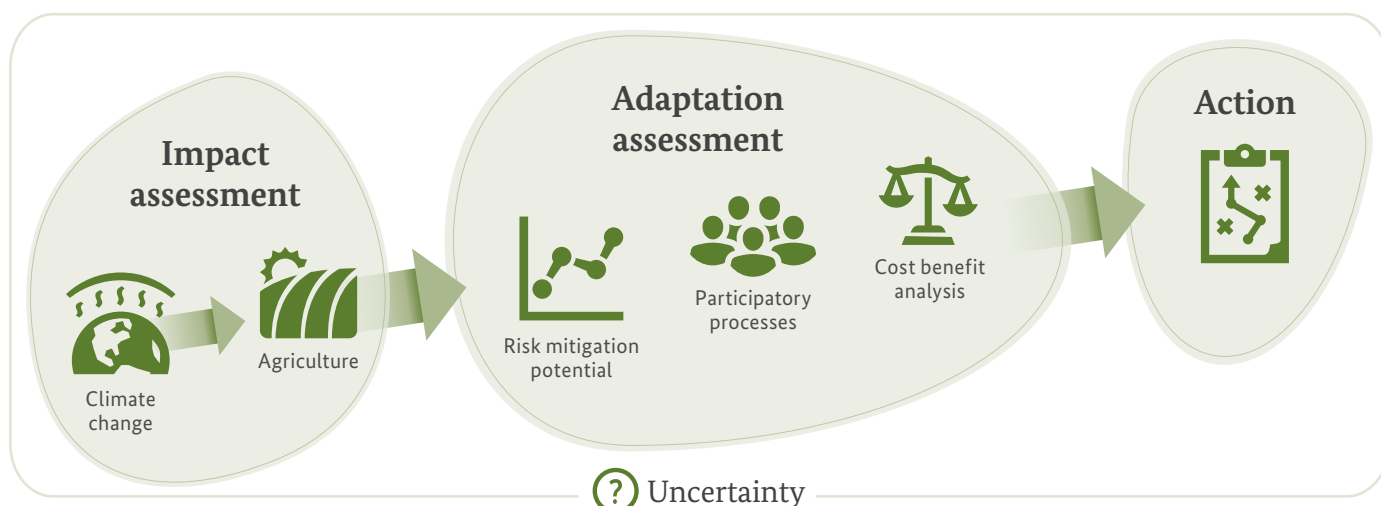 Impact
assessment
Climate
change
Agriculture
Adaptation
assessment
Risk mitigation
potential
Participatory
processes
Cost benefit
analysis
Action
? Uncertainty